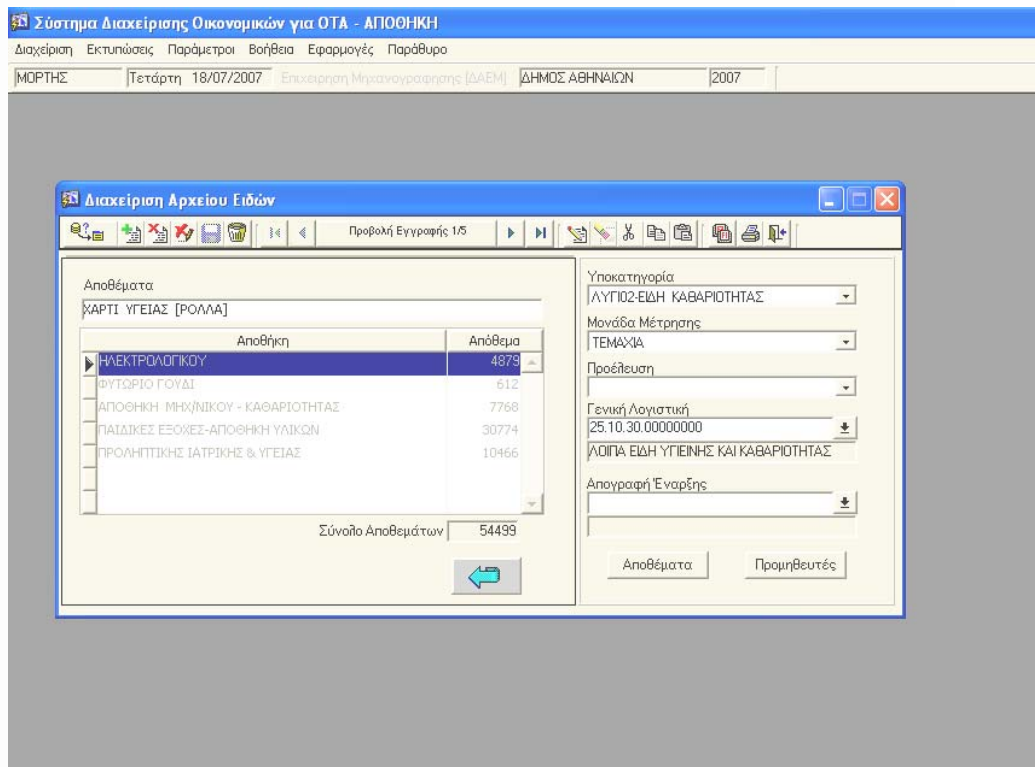 Σύστημα Διαχείρισης Οικονομικών για ΟΤΑ - ΑΠΟΘΗΚΗ
Διαχείριση Εκτυπώσεις Παράμετροι Βοήθεια Εφαρμογές Παράθυρο
ΜΟΡΤΗΣ Τετάρτη 18/07/2007 Επιχειρηση Μηχανογραφησης [ΔΑΕΜ] ΔΗΜΟΣ ΑΘΗΝΑΙΩΝ 2007
Διαχείριση Αρχείου Ειδών
Προβολή Εγγραφής 1/5
Αποθέματα
ΧΑΡΤΙ ΥΓΕΙΑΣ [ΡΟΛΛΑ]
Αποθήκη Απόθεμα
ΗΛΕΚΤΡΟΛΟΓΙΚΟΥ 4879
ΦΥΤΩΡΙΟ ΓΟΥΔΙ 612
ΑΠΟΘΗΚΗ ΜΗΧ/ΝΙΚΟΥ - ΚΑΘΑΡΙΟΤΗΤΑΣ 7768
ΠΑΙΔΙΚΕΣ ΕΞΟΧΕΣ-ΑΠΟΘΗΚΗ ΥΛΙΚΩΝ 30774
ΠΡΟΛΗΠΤΙΚΗΣ ΙΑΤΡΙΚΗΣ & ΥΓΕΙΑΣ 10466
Σύνολο Αποθεμάτων 54499
Υποκατηγορία
ΛΥΓΙ02-ΕΙΔΗ ΚΑΘΑΡΙΟΤΗΤΑΣ
Μονάδα Μέτρησης
ΤΕΜΑΧΙΑ
Προέλευση
Γενική Λογιστική
25.10.30.00000000
ΛΟΙΠΑ ΕΙΔΗ ΥΓΙΕΙΝΗΣ ΚΑΙ ΚΑΘΑΡΙΟΤΗΤΑΣ
Απογραφή Έναρξης
Αποθέματα Προμηθευτές